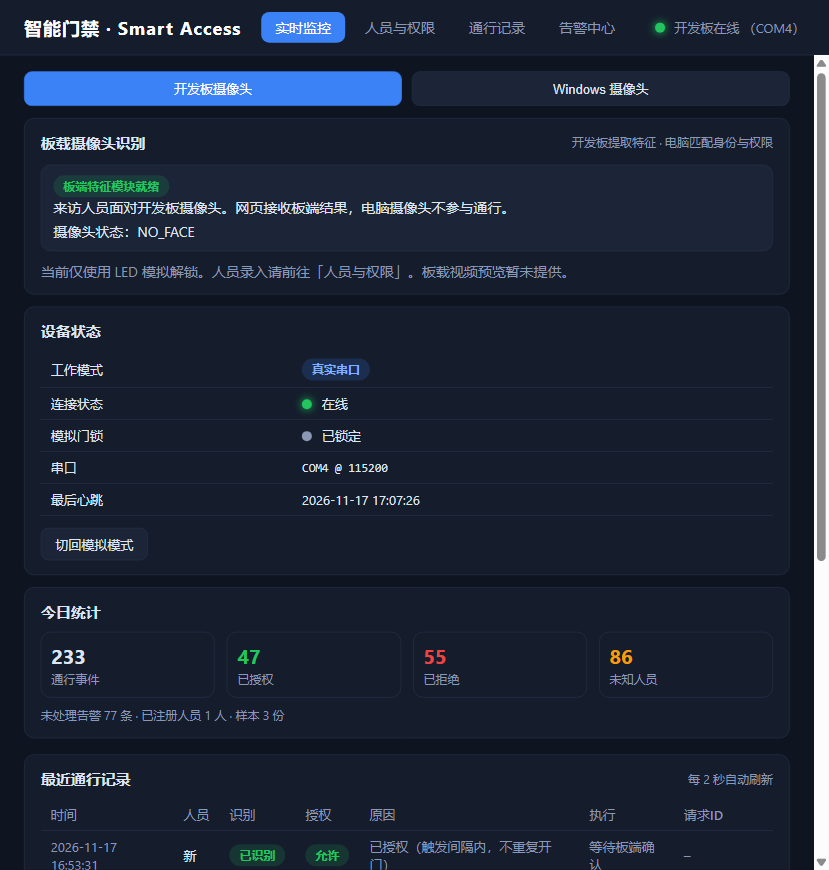 智能门禁 · Smart Access 实时监控 人员与权限 通行记录 告警中心 开发板在线 （COM4）
开发板摄像头 Windows 摄像头
板载摄像头识别 开发板提取特征 · 电脑匹配身份与权限
板端特征模块就绪
来访人员面对开发板摄像头。网页接收板端结果，电脑摄像头不参与通行。
摄像头状态：NO_FACE
当前仅使用 LED 模拟解锁。人员录入请前往「人员与权限」。板载视频预览暂未提供。
设备状态
工作模式 真实串口
连接状态 在线
模拟门锁 已锁定
串口 COM4 @ 115200
最后心跳 2026-11-17 17:07:26
切回模拟模式
今日统计
233 47 55 86
通行事件 已授权 已拒绝 未知人员
未处理告警 77 条 · 已注册人员 1 人 · 样本 3 份
最近通行记录 每 2 秒自动刷新
时间 人员 识别 授权 原因 执行 请求ID
2026-11-17 已授权（触发间隔内，不重复开 等待板端确
新 已识别 允许 –
16:53:31 门） 认